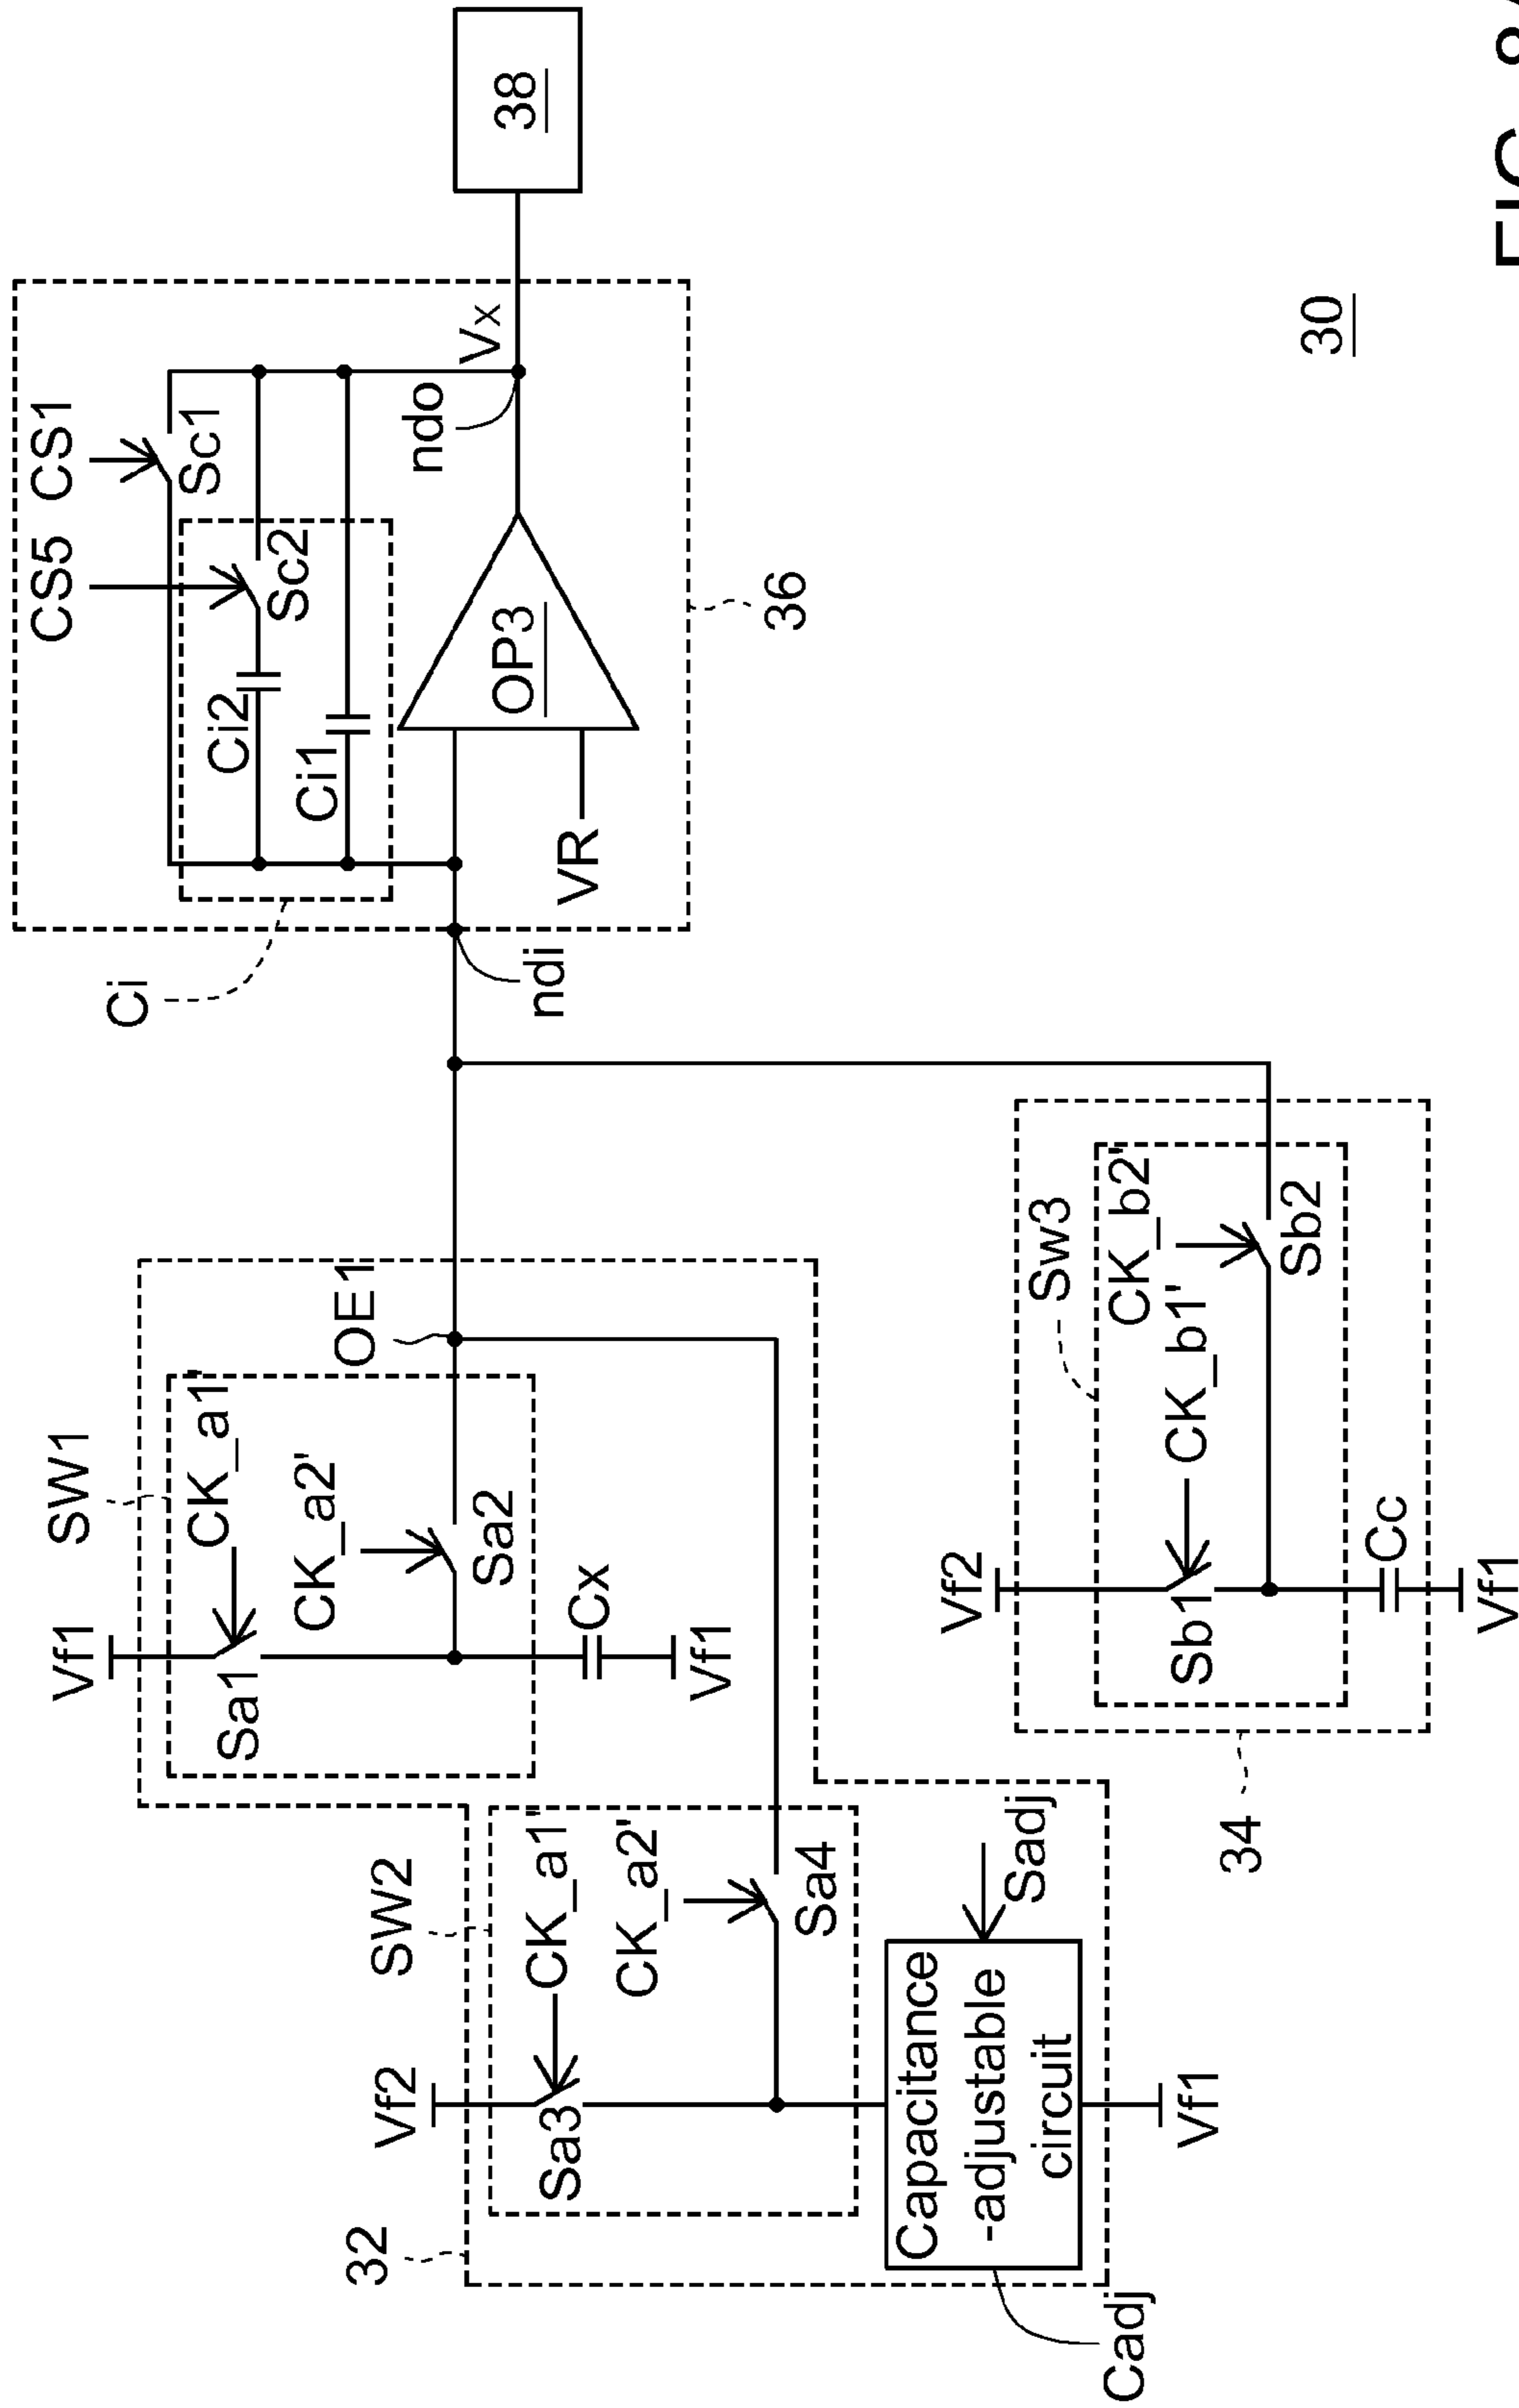 CS5
CS1
Ci
Ci2
Sc2
Sc1
Ci1
OP3
VR
ndi
ndo
Vx
38
36
SW1
Vf1
CK_a1'
Sa1
CK_a2'
Sa2
OE1
Cx
Vf1
32
SW2
Vf2
CK_a1'
Sa3
CK_a2'
Sa4
Capacitance
-adjustable
circuit
Sadj
Cadj
Vf1
Sw3
Vf2
CK_b2'
CK_b1'
Sb1
Sb2
Cc
Vf1
34
30
FIG.